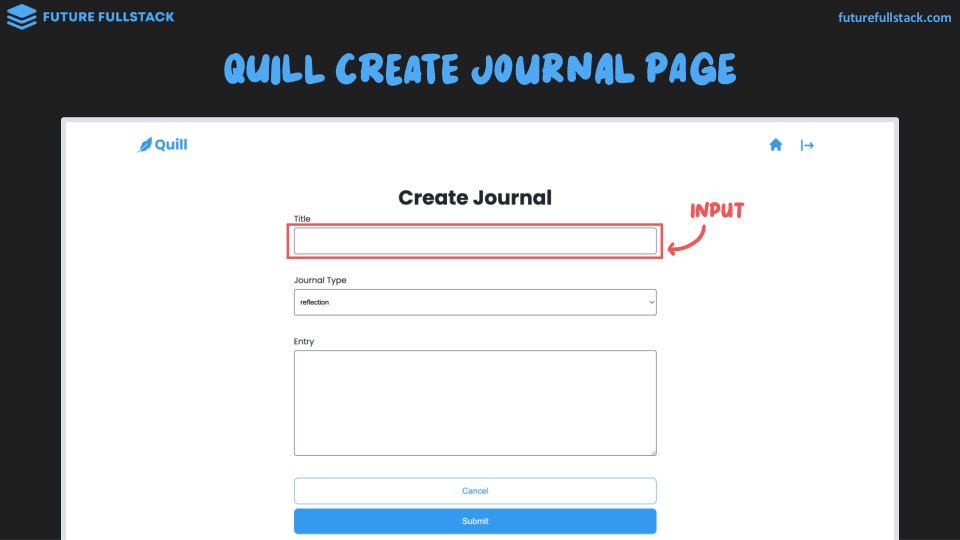 FUTURE FULLSTACK
futurefullstack.com
QUILL CREATE JOURNAL PAGE
Quill
Create Journal
INPUT
Title
Journal Type
reflection
Entry
Cancel
Submit